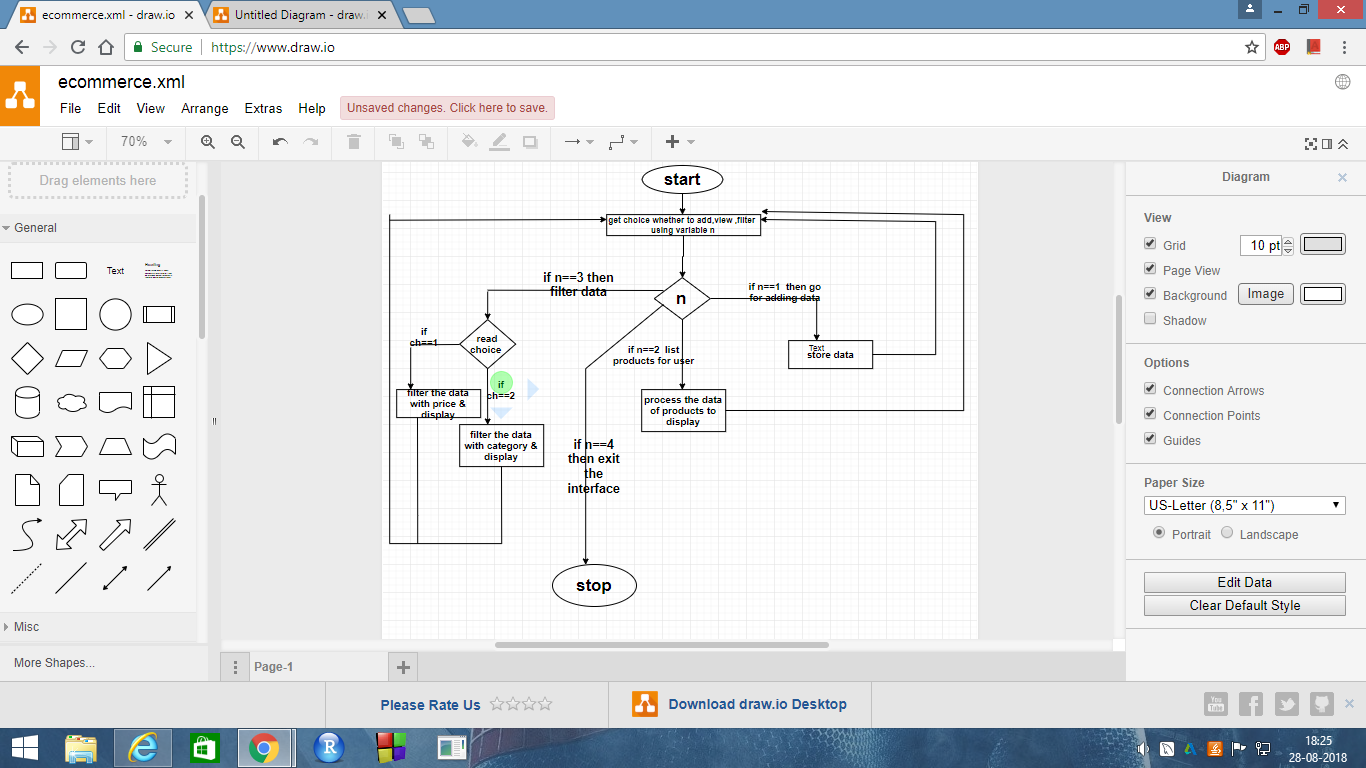 ecommerce.xml - draw.io
Untitled Diagram - draw.
Secure
https://www.draw.io
ABP
ecommerce.xml
File Edit View Arrange Extras Help
Unsaved changes. Click here to save.
70%
Drag elements here
General
Text
Heading
Misc
More Shapes...
start
get choice whether to add,view ,filter
using variable n
if n==3 then
filter data
n
if n==1 then go
for adding data
if
ch==1
read
choice
Text
store data
if n==2 list
products for user
if
ch==2
filter the data
with price &
display
process the data
of products to
display
filter the data
with category &
display
if n==4
then exit
the
interface
stop
Diagram
View
Grid
10 pt
Page View
Background
Image
Shadow
Options
Connection Arrows
Connection Points
Guides
Paper Size
US-Letter (8,5" x 11")
Portrait
Landscape
Edit Data
Clear Default Style
Page-1
Please Rate Us
Download draw.io Desktop
You
Tube
R
18:25
28-08-2018